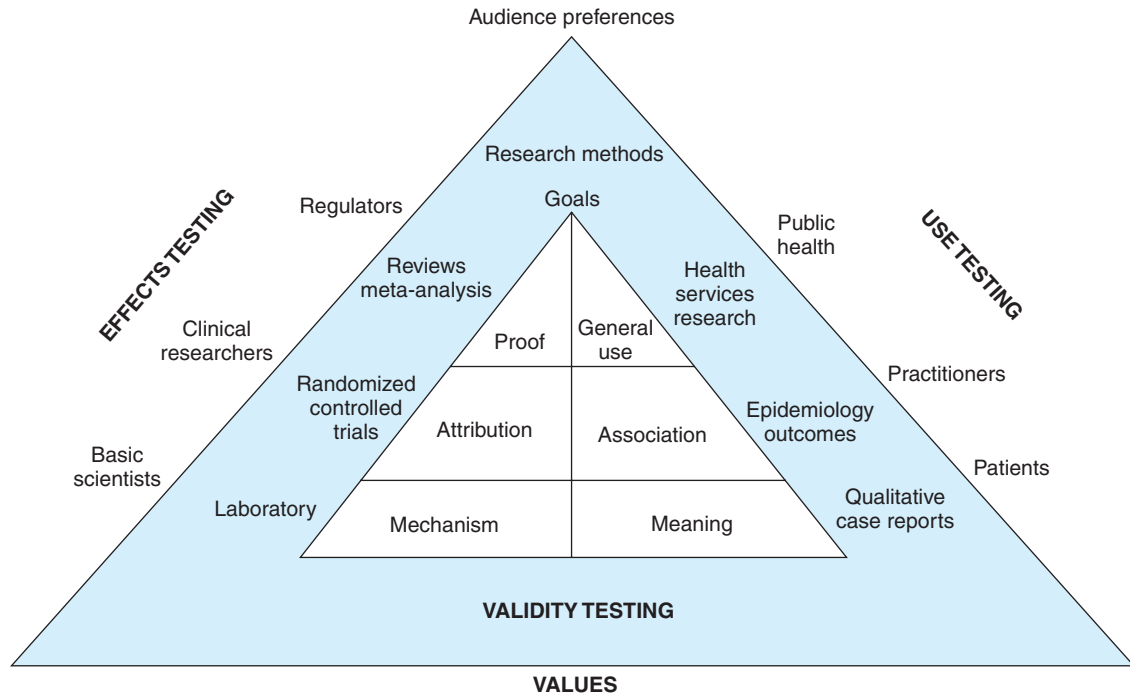 Audience preferences
Research methods
Goals
Regulators
Public
health
EFFECTS TESTING
USE TESTING
Reviews
meta-analysis
Health
services
research
Clinical
researchers
Proof
General
use
Practitioners
Randomized
controlled
trials
Attribution
Association
Epidemiology
outcomes
Basic
scientists
Patients
Laboratory
Mechanism
Meaning
Qualitative
case reports
VALIDITY TESTING
VALUES